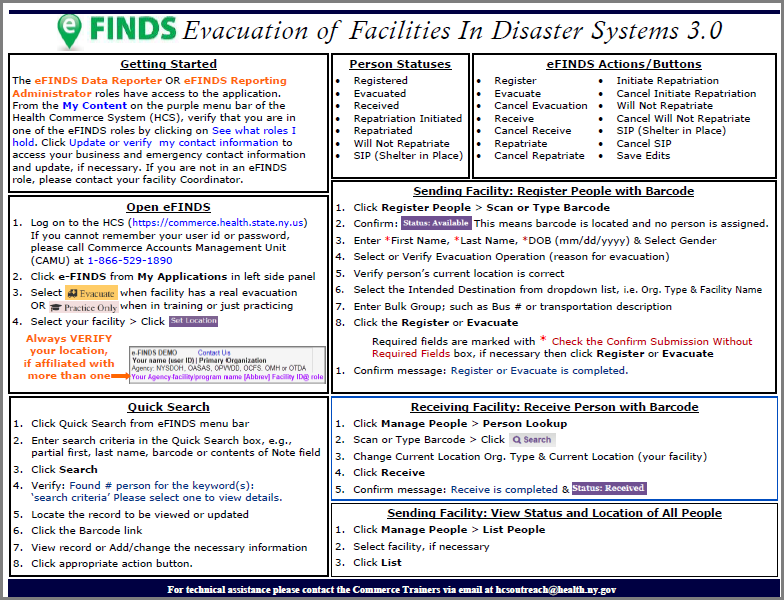 eFINDS Evacuation of Facilities In Disaster Systems 3.0
Getting Started
The eFINDS Data Reporter OR eFINDS Reporting
Administrator roles have access to the application.
From the My Content on the purple menu bar of the
Health Commerce System (HCS), verify that you are in
one of the eFINDS roles by clicking on See what roles I
hold. Click Update or verify my contact information to
access your business and emergency contact information
and update, if necessary. If you are not in an eFINDS
role, please contact your facility Coordinator.
Person Statuses
• Registered
• Evacuated
• Received
• Repatriation Initiated
• Repatriated
• Will Not Repatriate
• SIP (Shelter in Place)
eFINDS Actions/Buttons
• Register
• Evacuate
• Cancel Evacuation
• Receive
• Cancel Receive
• Repatriate
• Cancel Repatriate
• Initiate Repatriation
• Cancel Initiate Repatriation
• Will Not Repatriate
• Cancel Will Not Repatriate
• SIP (Shelter in Place)
• Cancel SIP
• Save Edits
Open eFINDS
1. Log on to the HCS (https://commerce.health.state.ny.us)
If you cannot remember your user id or password,
please call Commerce Accounts Management Unit
(CAMU) at 1-866-529-1890
2. Click e-FINDS from My Applications in left side panel
3. Select Evacuate when facility has a real evacuation
OR Practice Only when in training or just practicing
4. Select your facility > Click Set Location
Always VERIFY
your location,
if affiliated with
more than one
e-FINDS DEMO Contact Us
Your name (user ID) | Primary !Organization
Agency: NYSDOH, OASAS, OPWDD, OCFS, OMH or OTDA
Your Agency-facility/program name [Abbrev] Facility ID@ role
Sending Facility: Register People with Barcode
1. Click Register People > Scan or Type Barcode
2. Confirm: Status: Available This means barcode is located and no person is assigned.
3. Enter *First Name, *Last Name, *DOB (mm/dd/yyyy) & Select Gender
4. Select or Verify Evacuation Operation (reason for evacuation)
5. Verify person's current location is correct
6. Select the Intended Destination from dropdown list, i.e. Org. Type & Facility Name
7. Enter Bulk Group; such as Bus # or transportation description
8. Click the Register or Evacuate
Required fields are marked with * Check the Confirm Submission Without
Required Fields box, if necessary then click Register or Evacuate
1. Confirm message: Register or Evacuate is completed.
Quick Search
1. Click Quick Search from eFINDS menu bar
2. Enter search criteria in the Quick Search box, e.g.,
partial first, last name, barcode or contents of Note field
3. Click Search
4. Verify: Found # person for the keyword(s):
‘search criteria’ Please select one to view details.
5. Locate the record to be viewed or updated
6. Click the Barcode link
7. View record or Add/change the necessary information
8. Click appropriate action button.
Receiving Facility: Receive Person with Barcode
1. Click Manage People > Person Lookup
2. Scan or Type Barcode > Click Search
3. Change Current Location Org. Type & Current Location (your facility)
4. Click Receive
5. Confirm message: Receive is completed & Status: Received
Sending Facility: View Status and Location of All People
1. Click Manage People > List People
2. Select facility, if necessary
3. Click List
For technical assistance please contact the Commerce Trainers via email at hcsoutreach@health.ny.gov